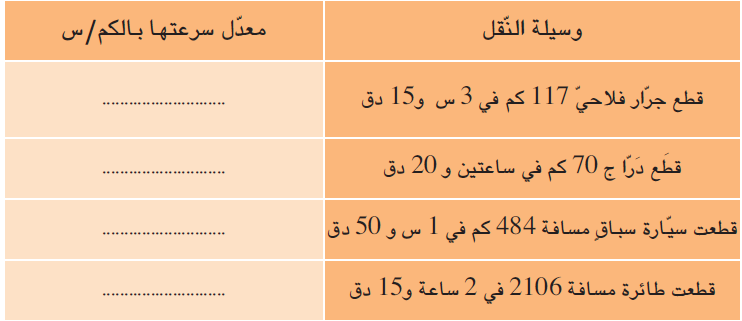 وسيلة النّقل
معدّل سرعتها بالكم/س
قطع جرّار فلاحيّ 117 كم في 3 س و15 دق
............................
قطَع دَرّا ج 70 كم في ساعتين و 20 دق
............................
قطعت سيّارة سباقٍ مسافة 484 كم في 1 س و 50 دق
............................
قطعت طائرة مسافة 2106 في 2 ساعة و15 دق
............................